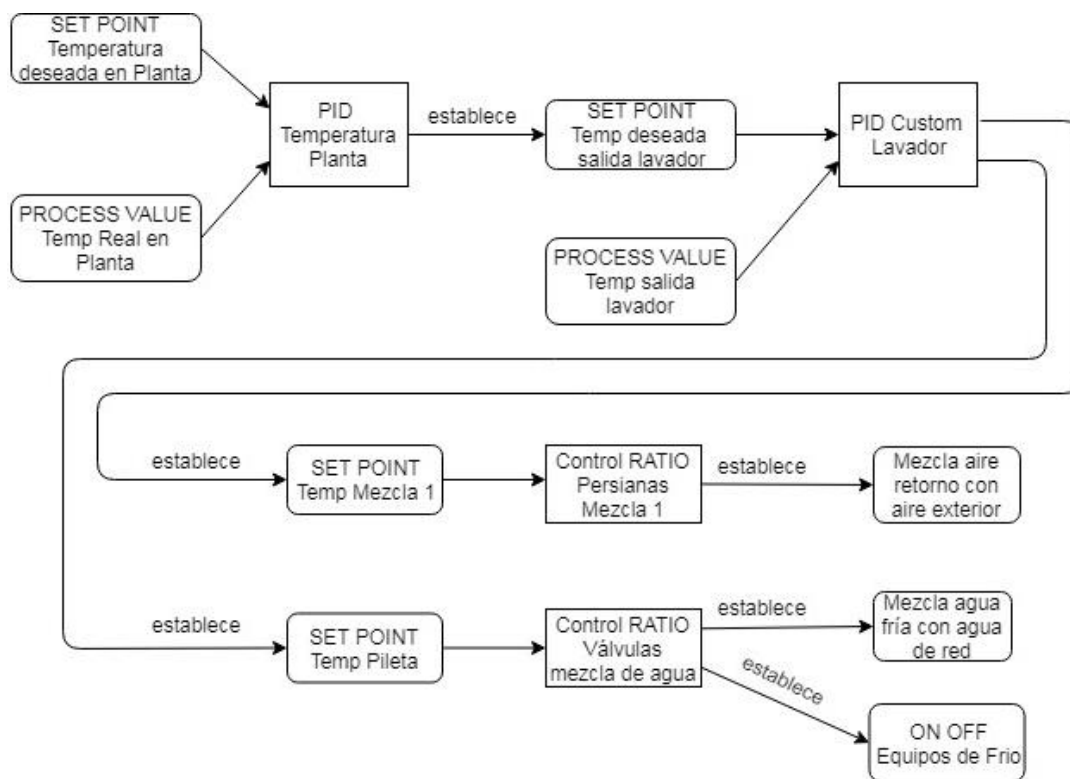 SET POINT
Temperatura
deseada en Planta
PID
Temperatura
Planta
establece
SET POINT
Temp deseada
salida lavador
PID Custom
Lavador
PROCESS VALUE
Temp Real en
Planta
PROCESS VALUE
Temp salida
lavador
establece
SET POINT
Temp Mezcla 1
Control RATIO
Persianas
Mezcla 1
establece
Mezcla aire
retorno con
aire exterior
establece
SET POINT
Temp Pileta
Control RATIO
Válvulas
mezcla de agua
establece
Mezcla agua
fría con agua
de red
establece
ON OFF
Equipos de Frio